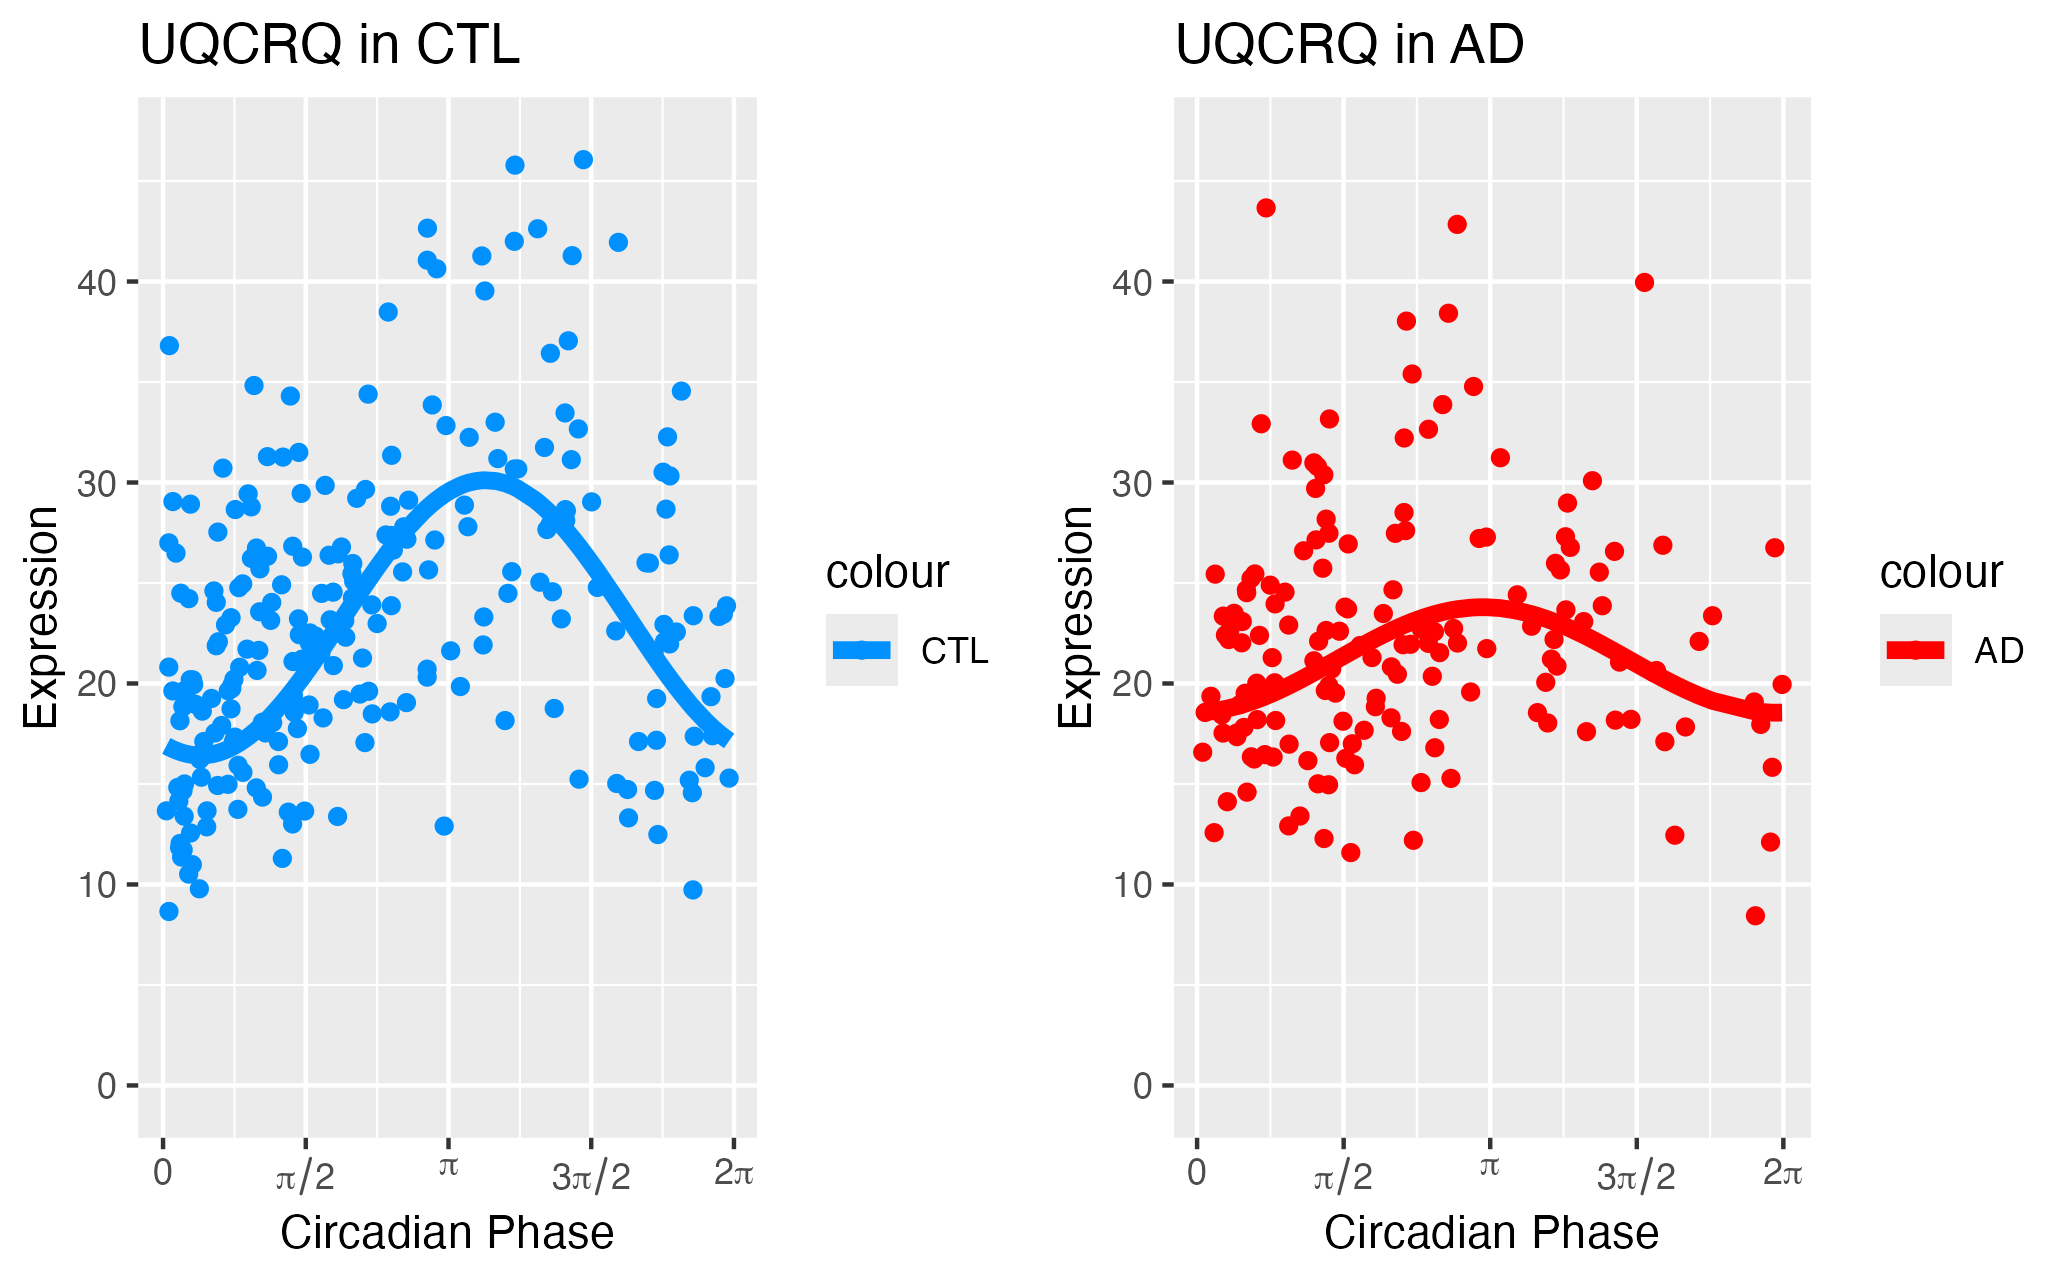 UQCRQ in CTL
Expression
40
30
20
10
0
0
π/2
π
3π/2
2π
Circadian Phase
colour
CTL
UQCRQ in AD
Expression
40
30
20
10
0
0
π/2
π
3π/2
2π
Circadian Phase
colour
AD